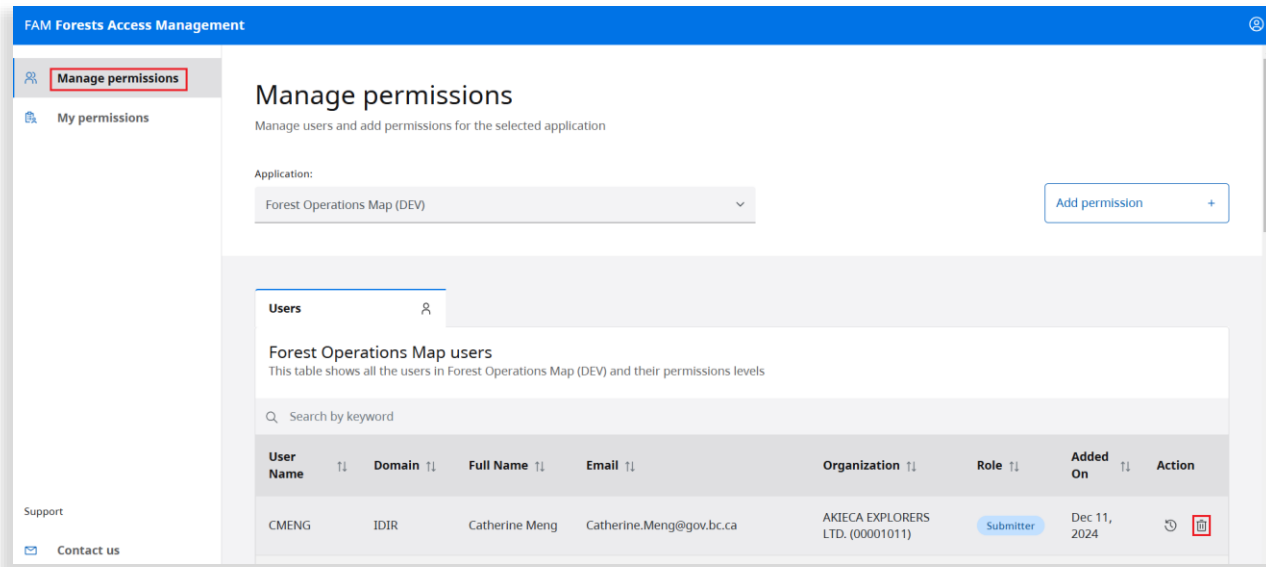 FAM Forests Access Management
Manage permissions
My permissions
Manage permissions
Manage users and add permissions for the selected application
Application:
Forest Operations Map (DEV)
Add permission +
Users
Forest Operations Map users
This table shows all the users in Forest Operations Map (DEV) and their permissions levels
Search by keyword
User Name Domain Full Name Email Organization Role Added On Action
CMENG IDIR Catherine Meng Catherine.Meng@gov.bc.ca AKIECA EXPLORERS LTD. (00001011) Submitter Dec 11, 2024
Support
Contact us